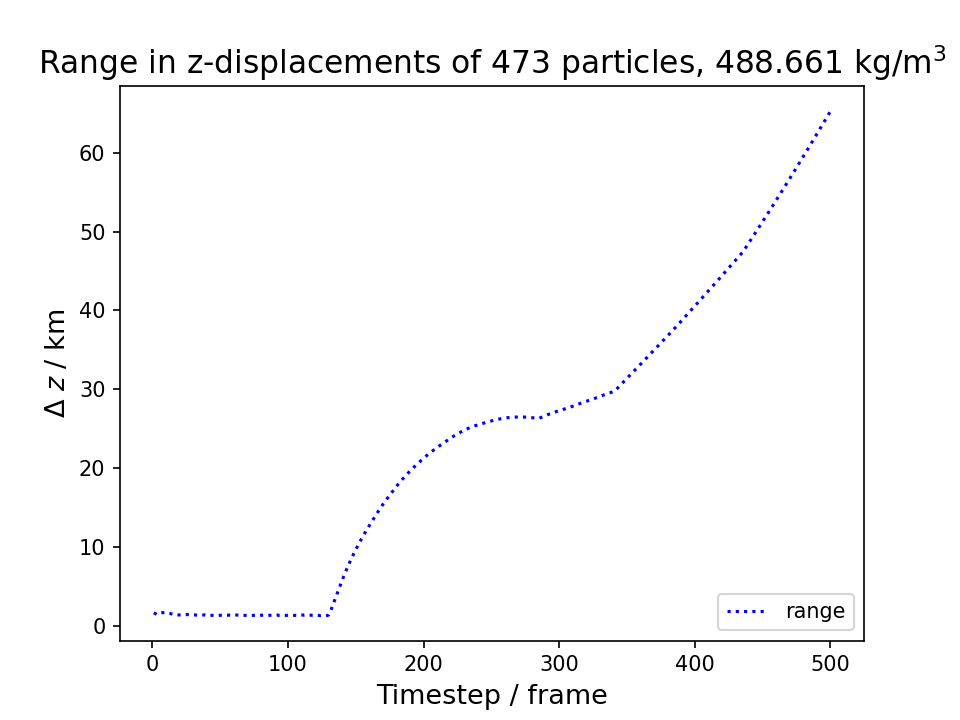 Range in z-displacements of 473 particles, 488.661 kg/m³
Δ z / km
60
50
40
30
20
10
0
0 100 200 300 400 500
Timestep / frame
range